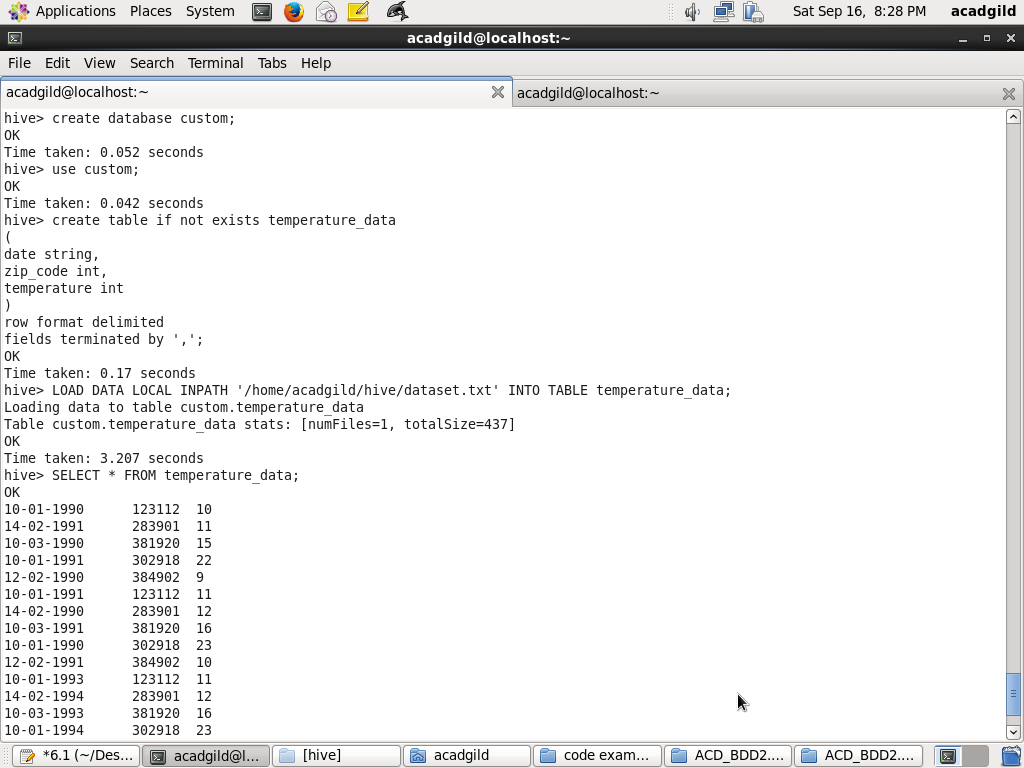 Applications Places System Sat Sep 16, 8:28 PM acadgild
acadgild@localhost:~
File Edit View Search Terminal Tabs Help
acadgild@localhost:~ acadgild@localhost:~
hive> create database custom;
OK
Time taken: 0.052 seconds
hive> use custom;
OK
Time taken: 0.042 seconds
hive> create table if not exists temperature_data
(
date string,
zip_code int,
temperature int
)
row format delimited
fields terminated by ',';
OK
Time taken: 0.17 seconds
hive> LOAD DATA LOCAL INPATH '/home/acadgild/hive/dataset.txt' INTO TABLE temperature_data;
Loading data to table custom.temperature_data
Table custom.temperature_data stats: [numFiles=1, totalSize=437]
OK
Time taken: 3.207 seconds
hive> SELECT * FROM temperature_data;
OK
10-01-1990 123112 10
14-02-1991 283901 11
10-03-1990 381920 15
10-01-1991 302918 22
12-02-1990 384902 9
10-01-1991 123112 11
14-02-1990 283901 12
10-03-1991 381920 16
10-01-1990 302918 23
12-02-1991 384902 10
10-01-1993 123112 11
14-02-1994 283901 12
10-03-1993 381920 16
10-01-1994 302918 23
*6.1 (~/Des... acadgild@l... [hive] acadgild code exam... ACD_BDD2.... ACD_BDD2....